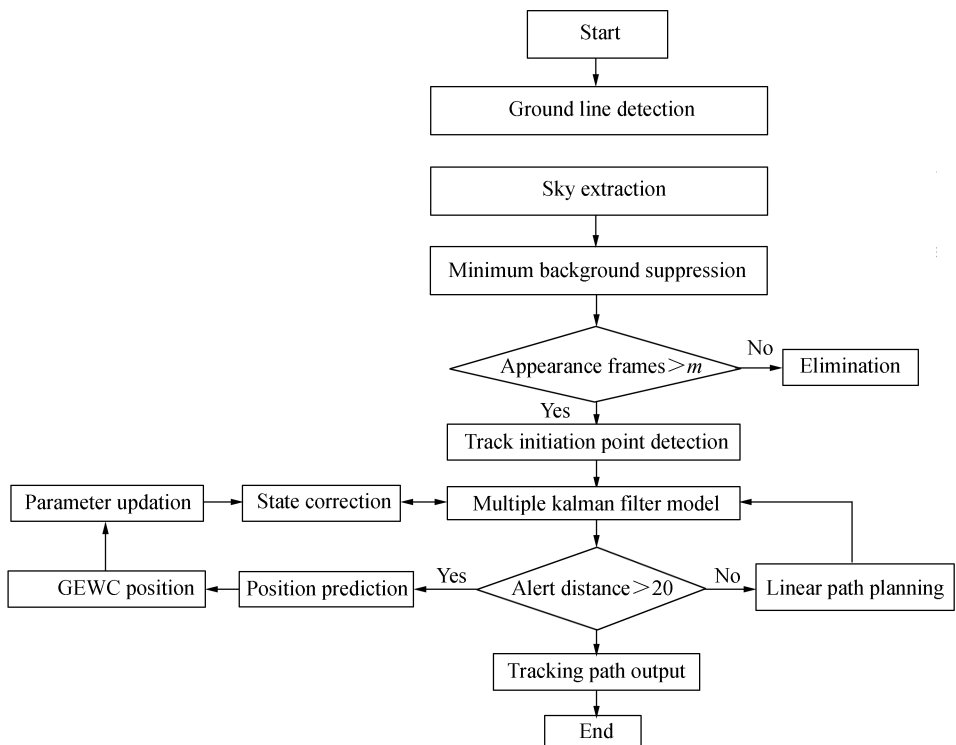 Start
Ground line detection
Sky extraction
Minimum background suppression
Appearance frames>m
No
Elimination
Yes
Track initiation point detection
Parameter updation
State correction
Multiple kalman filter model
GEWC position
Position prediction
Yes
Alert distance>20
No
Linear path planning
Tracking path output
End